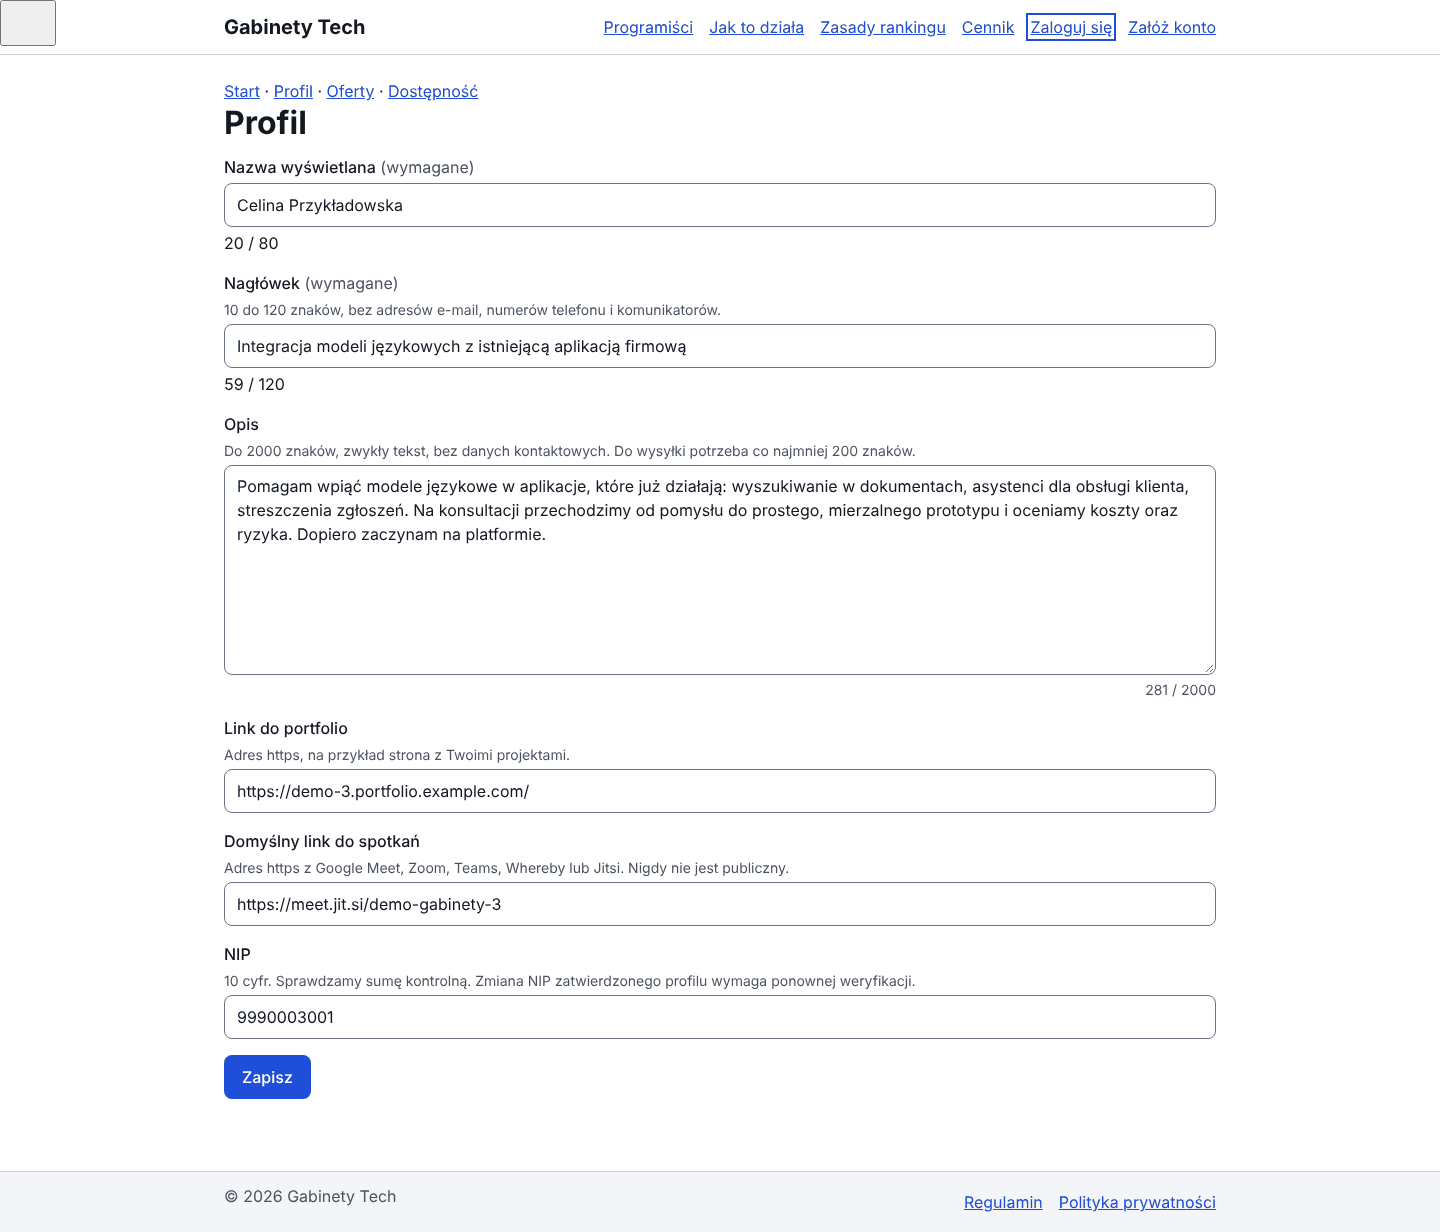 Gabinety Tech
Programiści Jak to działa Zasady rankingu Cennik Zaloguj się Załóż konto
Start · Profil · Oferty · Dostępność
Profil
Nazwa wyświetlana (wymagane)
Celina Przykładowska
20 / 80
Nagłówek (wymagane)
10 do 120 znaków, bez adresów e-mail, numerów telefonu i komunikatorów.
Integracja modeli językowych z istniejącą aplikacją firmową
59 / 120
Opis
Do 2000 znaków, zwykły tekst, bez danych kontaktowych. Do wysyłki potrzeba co najmniej 200 znaków.
Pomagam wpiąć modele językowe w aplikacje, które już działają: wyszukiwanie w dokumentach, asystenci dla obsługi klienta,
streszczenia zgłoszeń. Na konsultacji przechodzimy od pomysłu do prostego, mierzalnego prototypu i oceniamy koszty oraz
ryzyka. Dopiero zaczynam na platformie.
281 / 2000
Link do portfolio
Adres https, na przykład strona z Twoimi projektami.
https://demo-3.portfolio.example.com/
Domyślny link do spotkań
Adres https z Google Meet, Zoom, Teams, Whereby lub Jitsi. Nigdy nie jest publiczny.
https://meet.jit.si/demo-gabinety-3
NIP
10 cyfr. Sprawdzamy sumę kontrolną. Zmiana NIP zatwierdzonego profilu wymaga ponownej weryfikacji.
9990003001
Zapisz
© 2026 Gabinety Tech
Regulamin Polityka prywatności